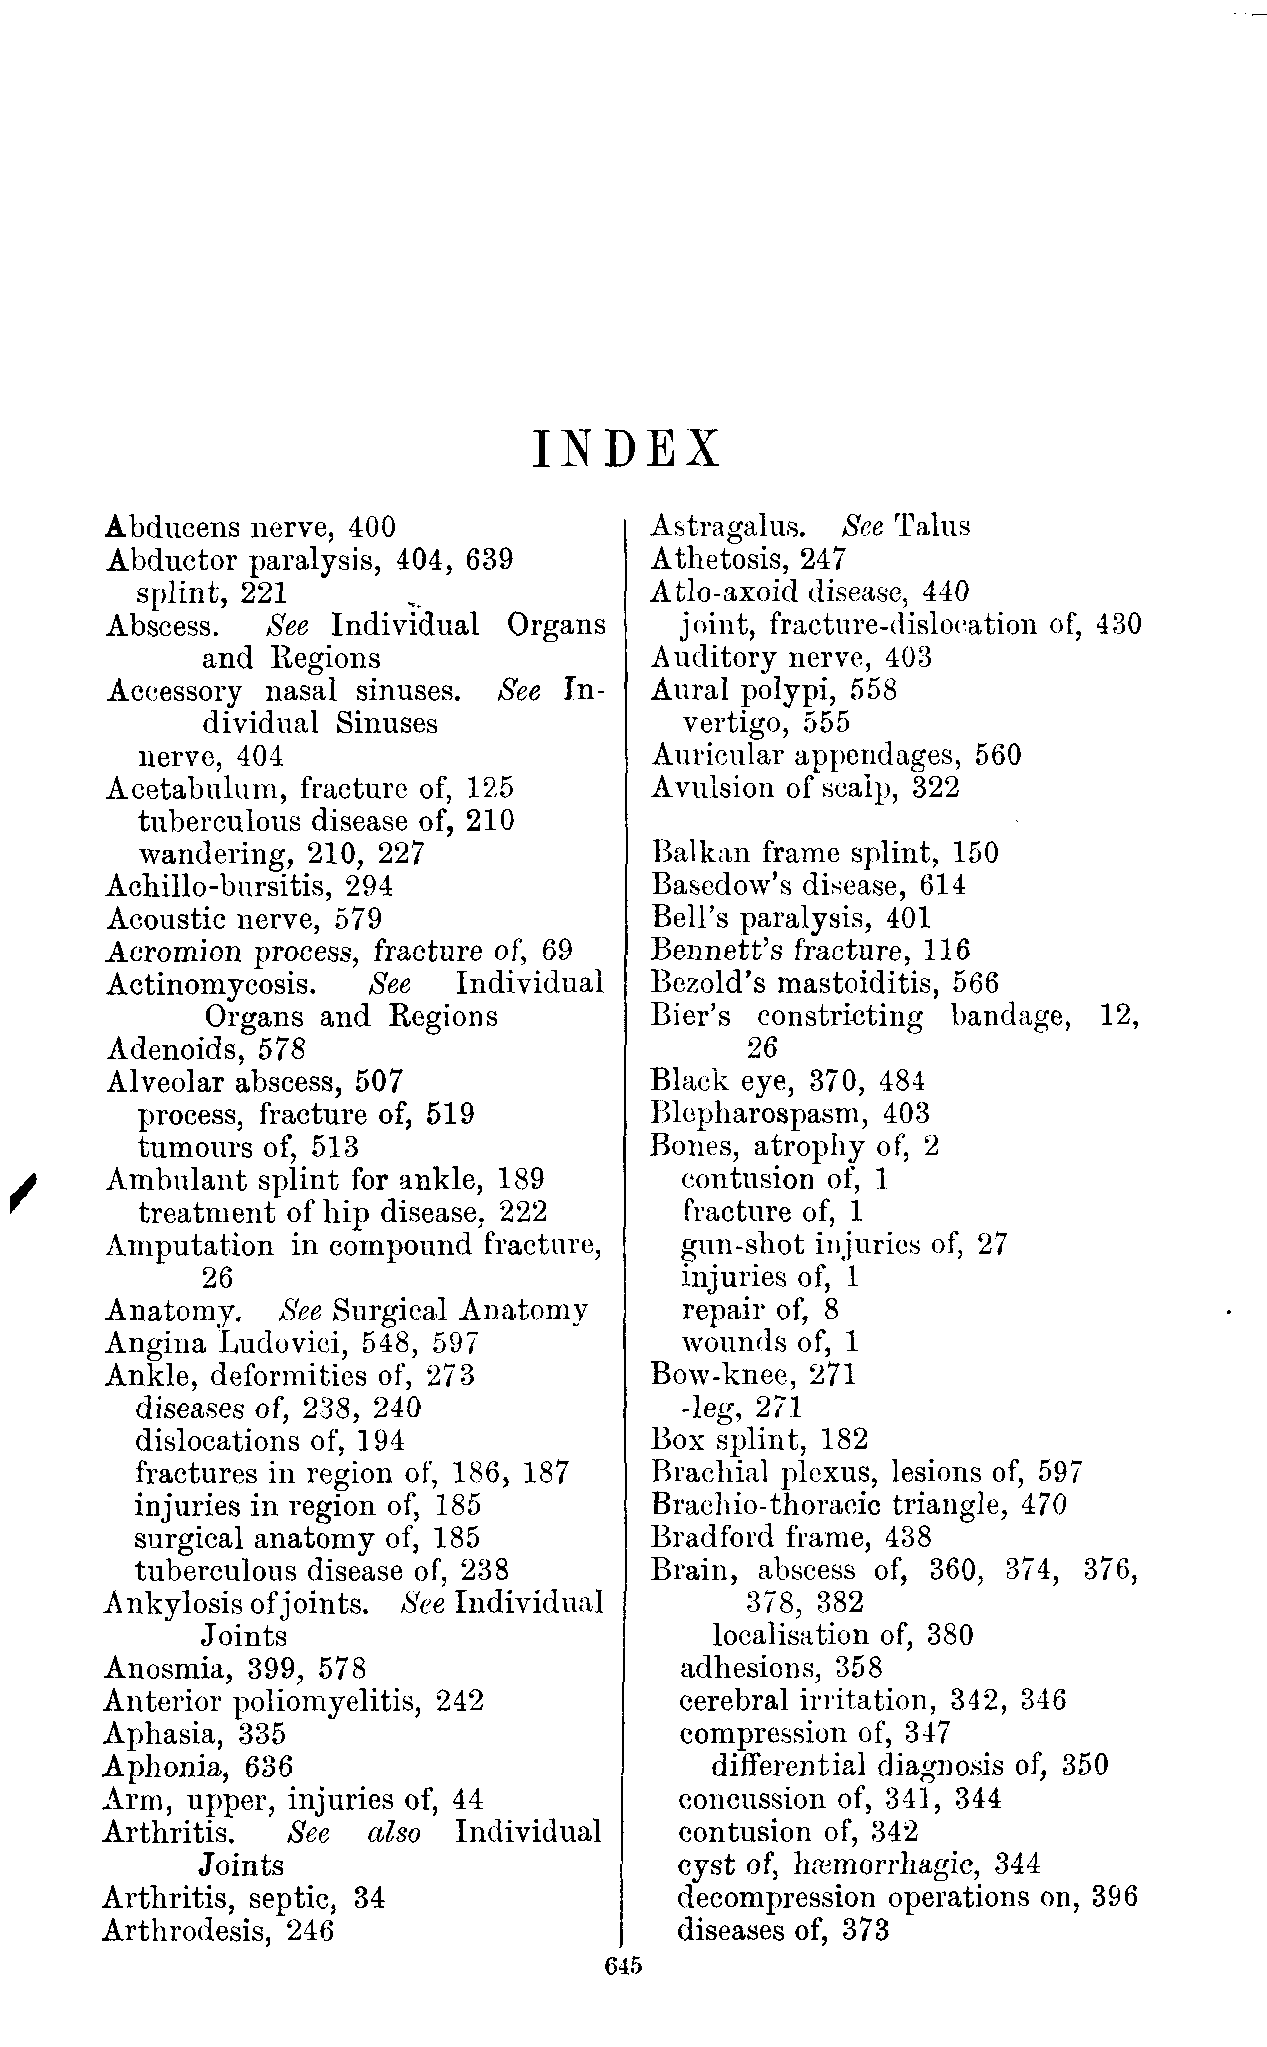 INDEX
Abducens nerve, 400
Abductor paralysis, 404, 639
splint, 221
Abscess. See Individual Organs
and Regions
Accessory nasal sinuses. See In-
dividual Sinuses
nerve, 404
Acetabulum, fracture of, 125
tuberculous disease of, 210
wandering, 210, 227
Achillo-bursitis, 294
Acoustic nerve, 579
Acromion process, fracture of, 69
Actinomycosis. See Individual
Organs and Regions
Adenoids, 578
Alveolar abscess, 507
process, fracture of, 519
tumours of, 513
Ambulant splint for ankle, 189
treatment of hip disease, 222
Amputation in compound fracture,
26
Anatomy. See Surgical Anatomy
Angina Ludovici, 548, 597
Ankle, deformities of, 273
diseases of, 238, 240
dislocations of, 194
fractures in region of, 186, 187
injuries in region of, 185
surgical anatomy of, 185
tuberculous disease of, 238
Ankylosis of joints. See Individual
Joints
Anosmia, 399, 578
Anterior poliomyelitis, 242
Aphasia, 335
Aphonia, 636
Arm, upper, injuries of, 44
Arthritis. See also Individual
Joints
Arthritis, septic, 34
Arthrodesis, 246
Astragalus. See Talus
Athetosis, 247
Atlo-axoid disease, 440
joint, fracture-dislocation of, 430
Auditory nerve, 403
Aural polypi, 558
vertigo, 555
Auricular appendages, 560
Avulsion of scalp, 322
Balkan frame splint, 150
Basedow's disease, 614
Bell's paralysis, 401
Bennett's fracture, 116
Bezold's mastoiditis, 566
Bier's constricting bandage, 12,
26
Black eye, 370, 484
Blepharospasm, 403
Bones, atrophy of, 2
contusion of, 1
fracture of, 1
gun-shot injuries of, 27
injuries of, 1
repair of, 8
wounds of, 1
Bow-knee, 271
-leg, 271
Box splint, 182
Brachial plexus, lesions of, 597
Brachio-thoracic triangle, 470
Bradford frame, 438
Brain, abscess of, 360, 374, 376,
378, 382
localisation of, 380
adhesions, 358
cerebral irritation, 342, 346
compression of, 347
differential diagnosis of, 350
concussion of, 341, 344
contusion of, 342
cyst of, hæmorrhagic, 344
decompression operations on, 396
diseases of, 373
645